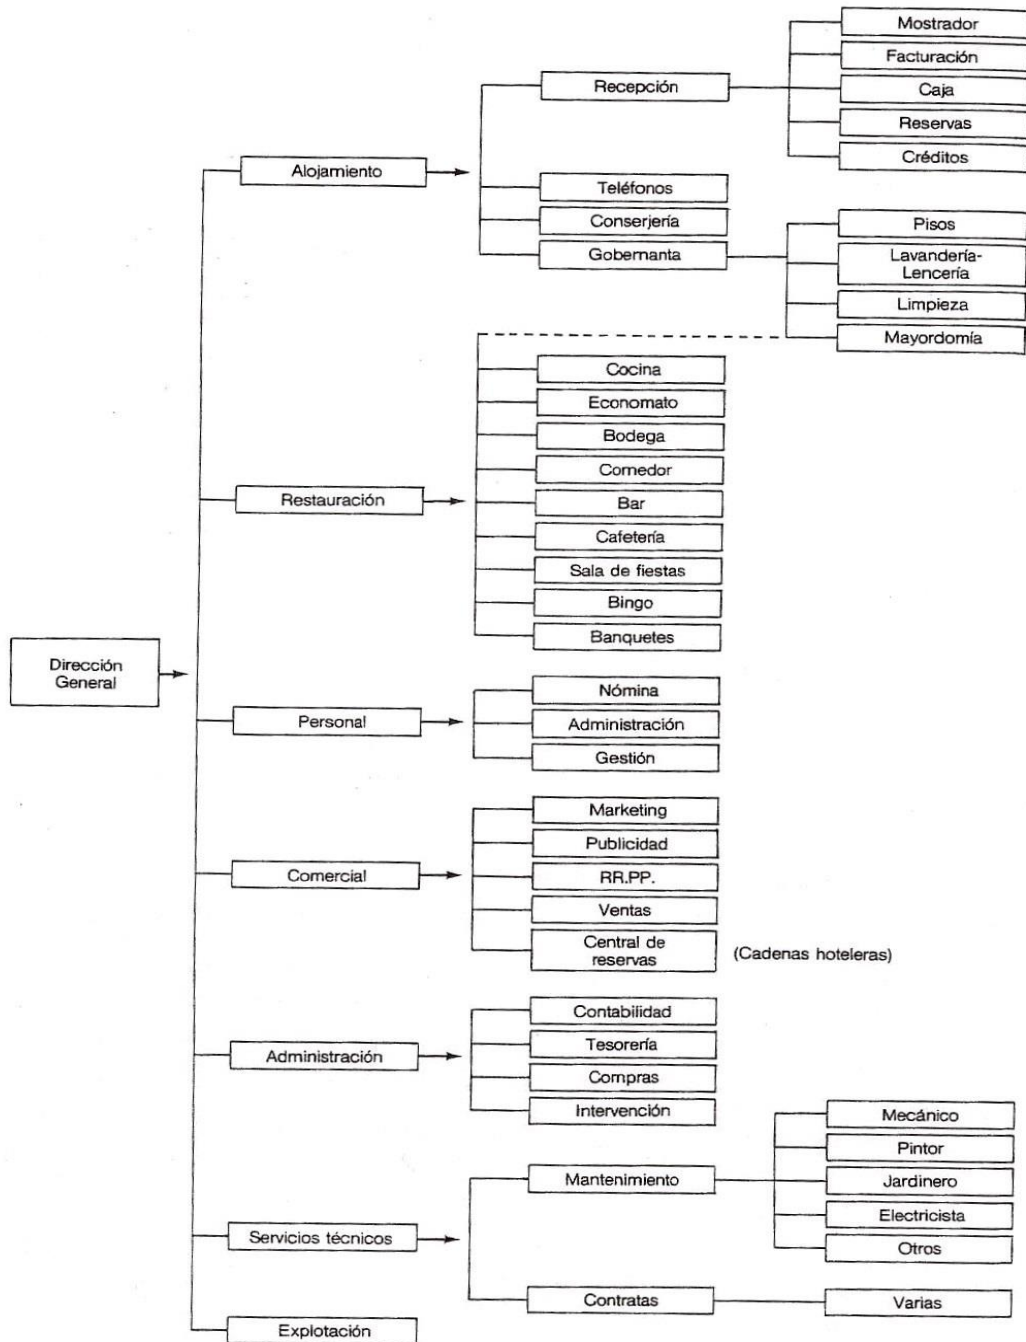 Mostrador
Facturación
Recepción
Caja
Reservas
Créditos
Alojamiento
Teléfonos
Conserjería
Gobernanta
Pisos
Lavandería-
Lencería
Limpieza
Mayordomía
Cocina
Economato
Bodega
Comedor
Restauración
Bar
Cafetería
Sala de fiestas
Bingo
Banquetes
Dirección
General
Nómina
Personal
Administración
Gestión
Marketing
Publicidad
Comercial
RR.PP.
Ventas
Central de
reservas
(Cadenas hoteleras)
Contabilidad
Administración
Tesorería
Compras
Intervención
Mecánico
Pintor
Mantenimiento
Jardinero
Electricista
Otros
Servicios técnicos
Contratas
Varias
Explotación